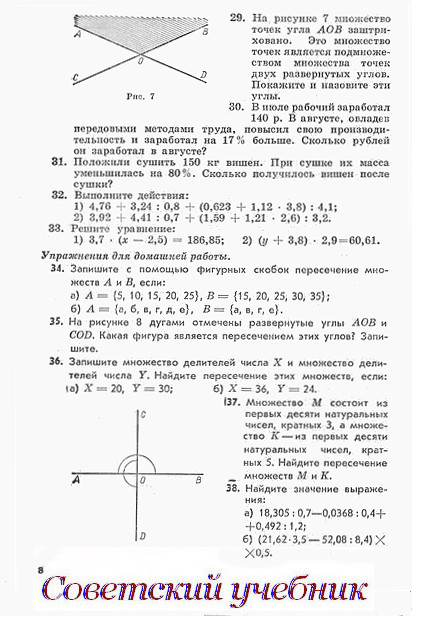 A
B
O
C
D
Рис. 7
29. На рисунке 7 множество
точек угла AOB заштри-
ховано. Это множество
точек является подмноже-
ством множества точек
двух развернутых углов.
Покажите и назовите эти
углы.
30. В июле рабочий заработал
140 р. В августе, овладев
передовыми методами труда, повысил свою производи-
тельность и заработал на 17% больше. Сколько рублей
он заработал в августе?
31. Положили сушить 150 кг вишен. При сушке их масса
уменьшилась на 80%. Сколько получилось вишен после
сушки?
32. Выполните действия:
1) 4,76 + 3,24 : 0,8 + (0,623 + 1,12 · 3,8) : 4,1;
2) 3,92 + 4,41 : 0,7 + (1,59 + 1,21 · 2,6) : 3,2.
33. Решите уравнение:
1) 3,7 · (x — 2,5) = 186,85; 2) (y + 3,8) · 2,9=60,61.
Упражнения для домашней работы.
34. Запишите с помощью фигурных скобок пересечение мно-
жеств A и B, если:
а) A = {5, 10, 15, 20, 25}, B = {15, 20, 25, 30, 35};
б) A = {а, б, в, г, д, е}, B = {а, в, г, е}.
35. На рисунке 8 дугами отмечены развернутые углы AOB и
COD. Какая фигура является пересечением этих углов? Запи-
шите.
36. Запишите множество делителей числа X и множество дели-
телей числа Y. Найдите пересечение этих множеств, если:
а) X = 20, Y = 30; б) X = 36, Y = 24.
C
A
O
B
D
37. Множество M состоит из
первых десяти натуральных
чисел, кратных 3, а множе-
ство K — из первых десяти
натуральных чисел, крат-
ных 5. Найдите пересечение
множеств M и K.
38. Найдите значение выраже-
ния:
а) 18,305 : 0,7—0,0368 : 0,4+
+0,492 : 1,2;
б) (21,62·3,5 — 52,08 : 8,4)×
×0,5.
8
Советский учебник